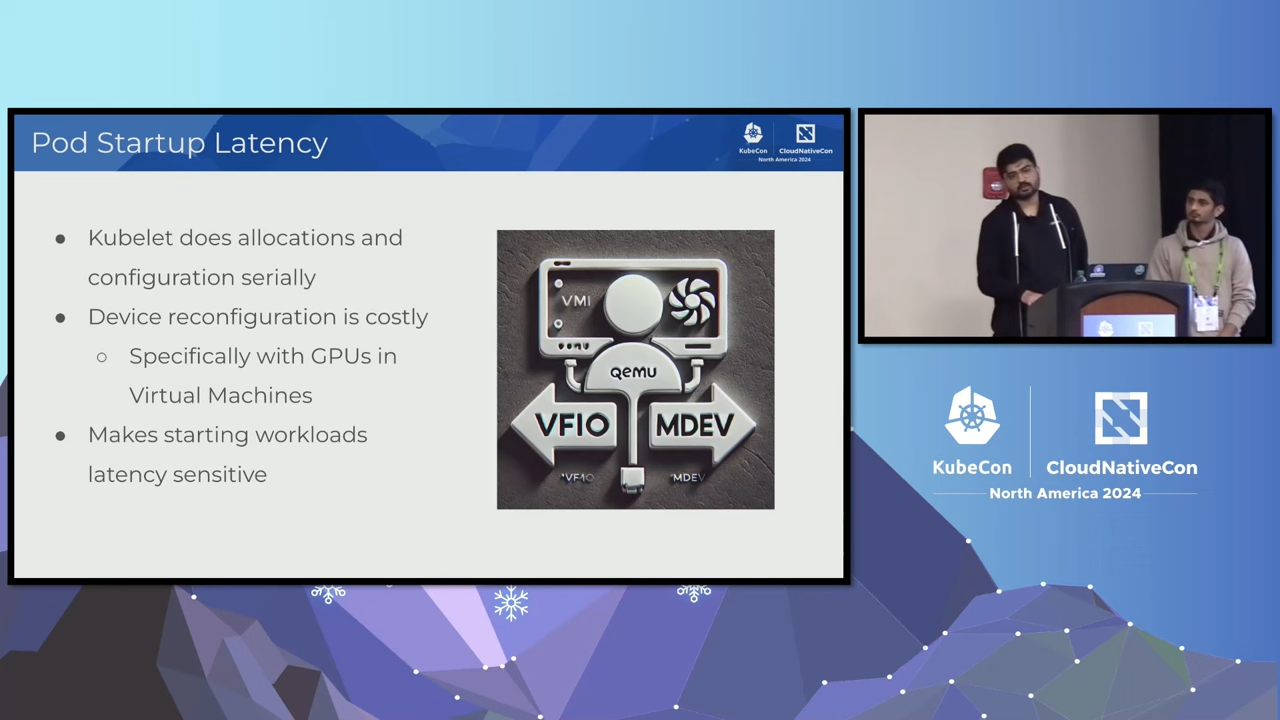 Pod Startup Latency
KubeCon
CloudNativeCon
North America 2024
● Kubelet does allocations and
configuration serially
● Device reconfiguration is costly
○ Specifically with GPUs in
Virtual Machines
● Makes starting workloads
latency sensitive
VMI
Qemu
VFIO
MDEV
MDEV
KubeCon
CloudNativeCon
North America 2024